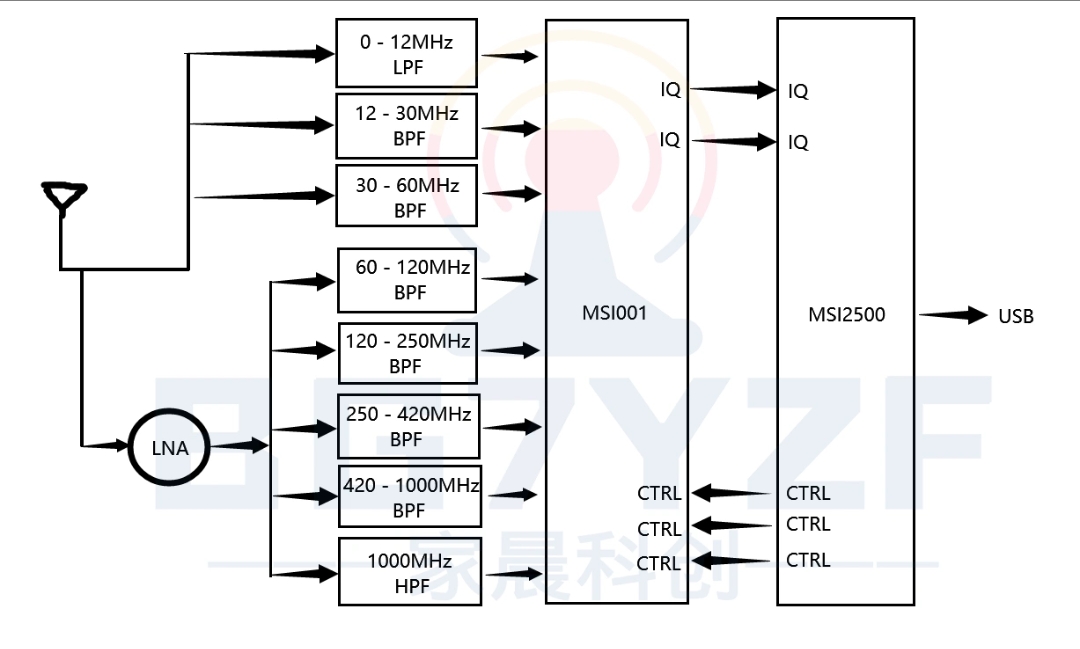 0 - 12MHz
LPF
12 - 30MHz
BPF
30 - 60MHz
BPF
60 - 120MHz
BPF
120 - 250MHz
BPF
250 - 420MHz
BPF
420 - 1000MHz
BPF
1000MHz
HPF
LNA
IQ
IQ
MSI001
CTRL
CTRL
CTRL
IQ
IQ
MSI2500
CTRL
CTRL
CTRL
USB
BG7YZF
家晨科创